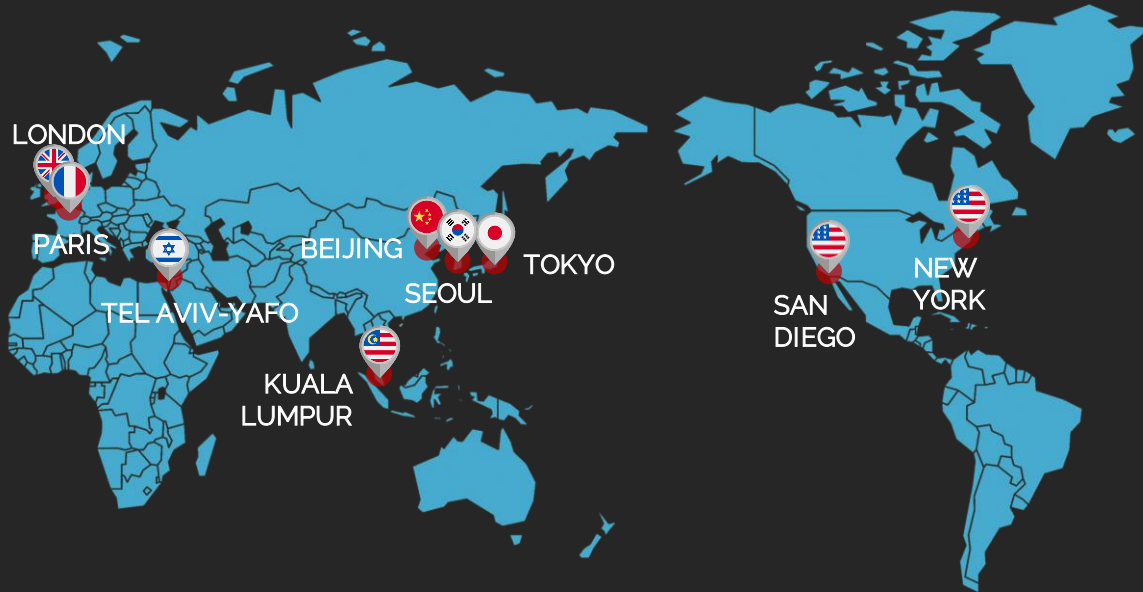 LONDON
PARIS
TEL AVIV-YAFO
BEIJING
SEOUL
TOKYO
KUALA
LUMPUR
SAN
DIEGO
NEW
YORK